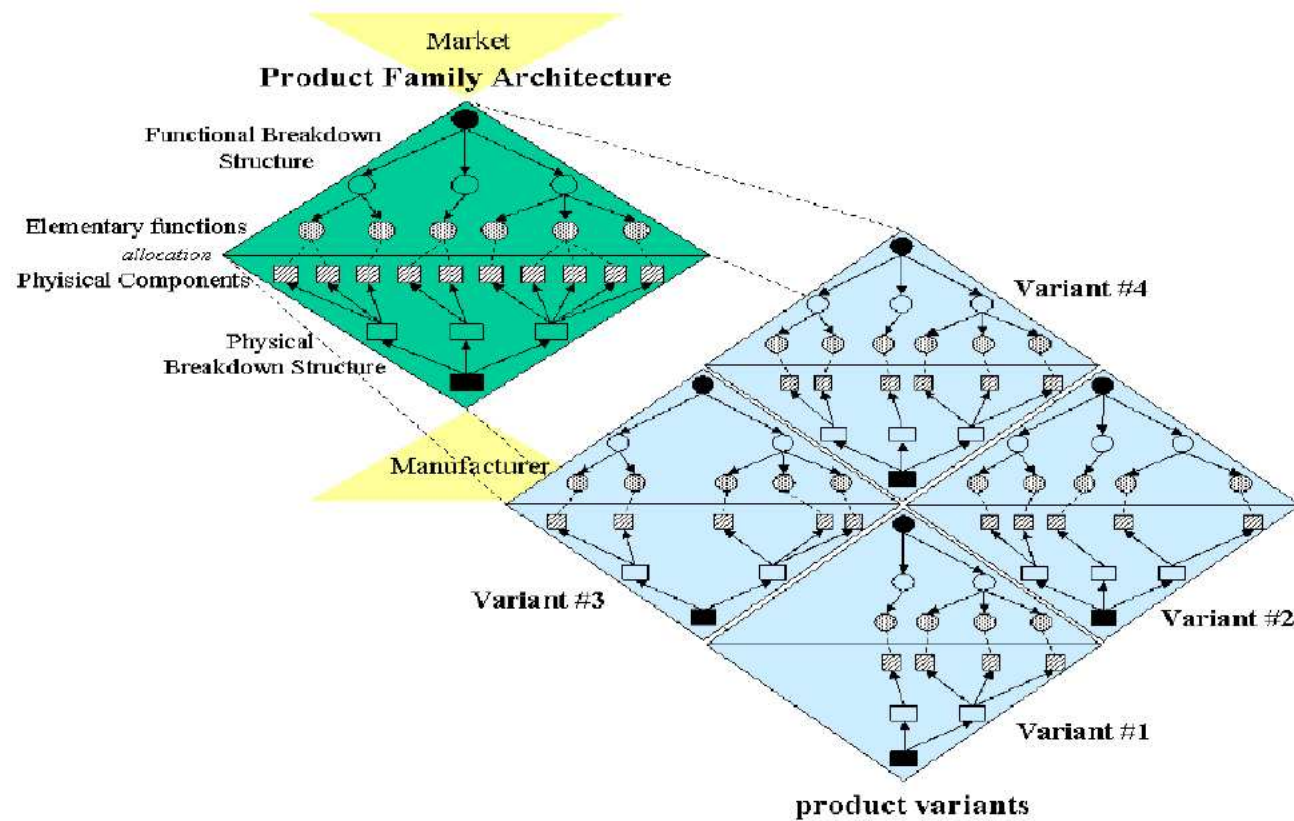 Market
Product Family Architecture
Functional Breakdown
Structure
Elementary functions
allocation
Phyisical Components
Physical
Breakdown Structure
Manufacturer
Variant #4
Variant #3
Variant #2
Variant #1
product variants